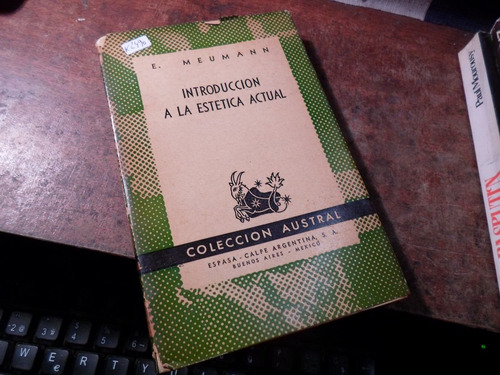 E. MEUMANN
INTRODUCCION
A LA ESTETICA ACTUAL
COLECCION AUSTRAL
ESPASA - CALPE ARGENTINA, S. A.
BUENOS AIRES - MEXICO
W E R T Y
€